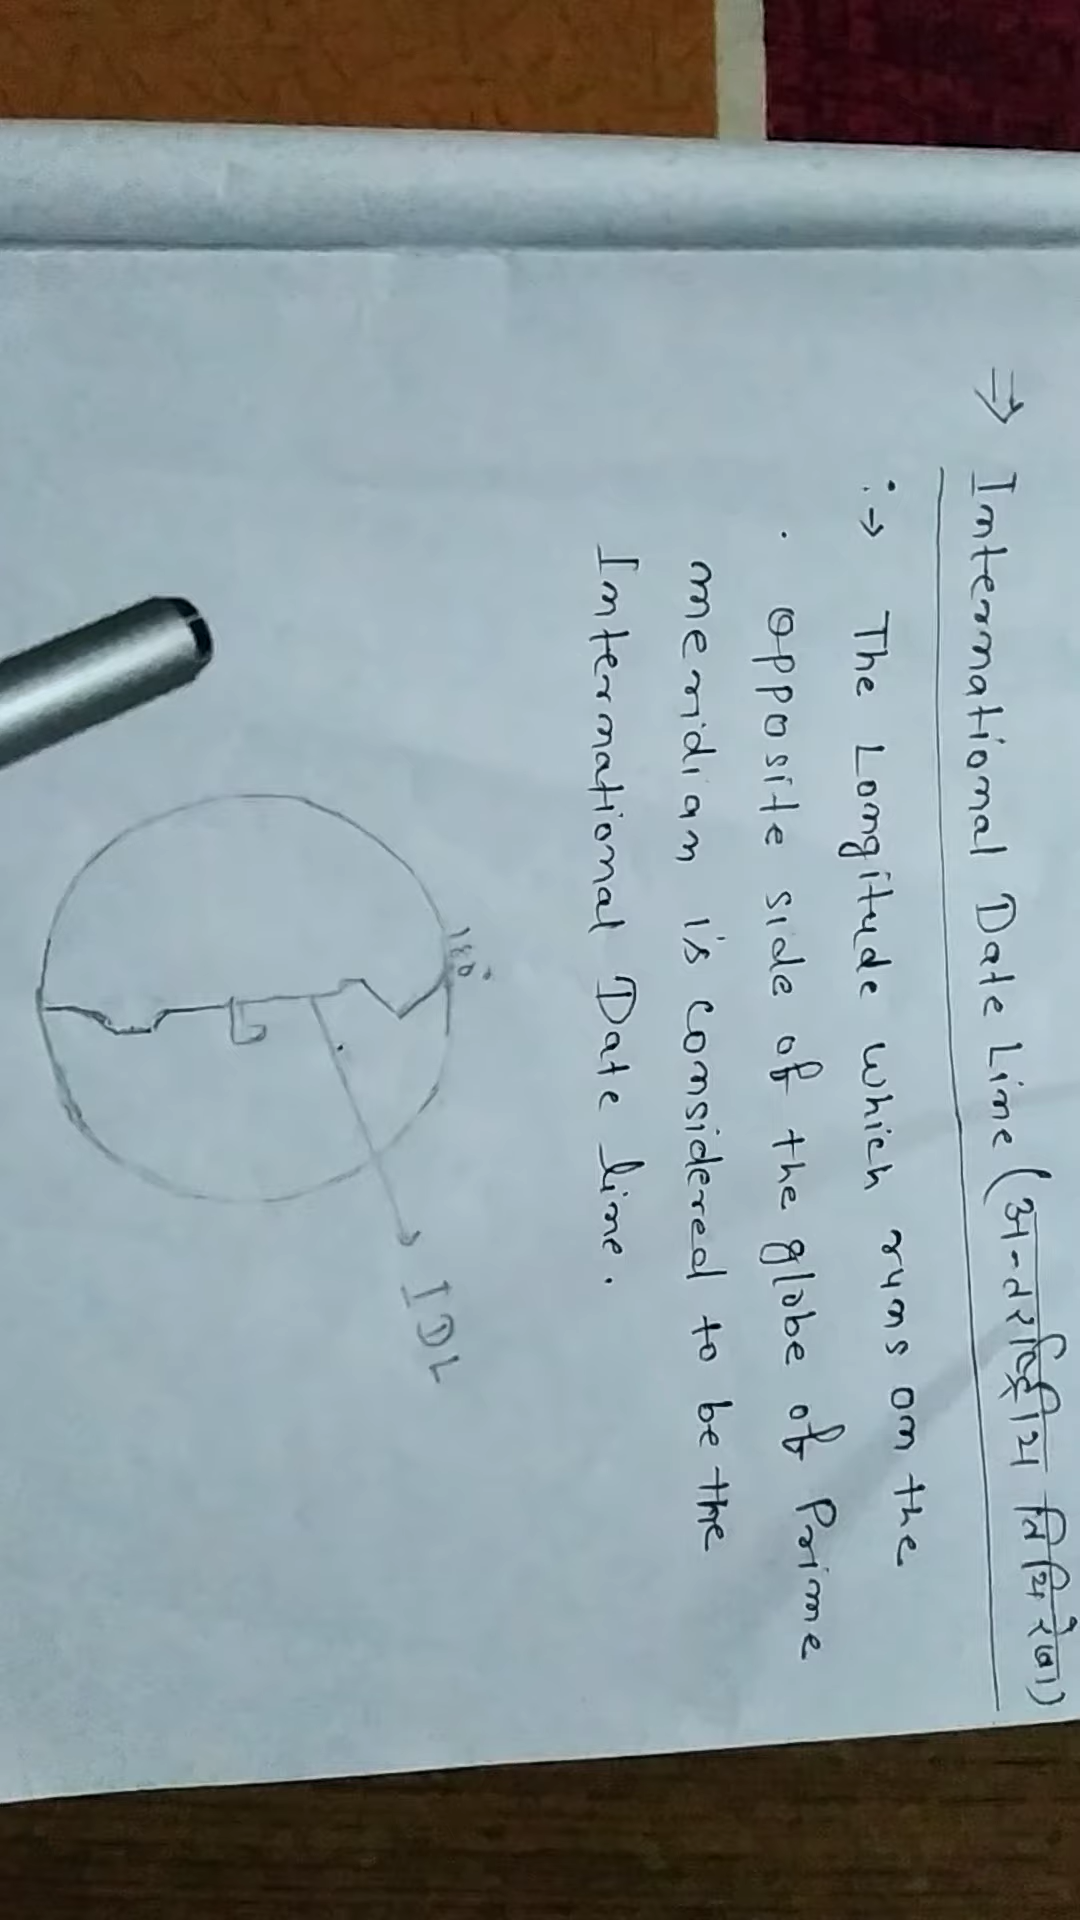 ⇒ International Date Line (अन्तर्राष्ट्रीय तिथि रेखा)
:→ The Longitude which runs on the
opposite side of the globe of Prime
meridian is considered to be the
International Date line.
180°
IDL